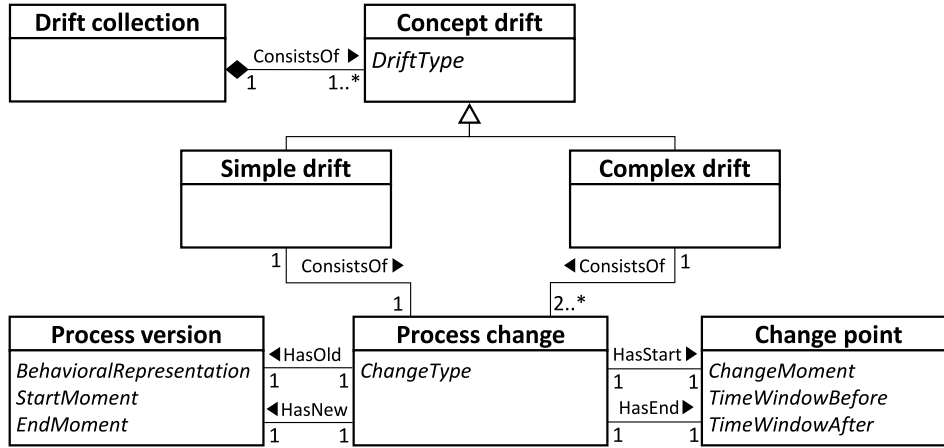 Drift collection
ConsistsOf ▶
1
1..*
Concept drift
DriftType
Simple drift
Complex drift
1
ConsistsOf ▶
1
◀ ConsistsOf
1
2..*
Process version
BehavioralRepresentation
StartMoment
EndMoment
◀HasOld
1
1
◀HasNew
1
1
Process change
ChangeType
HasStart▶
1
1
HasEnd▶
1
1
Change point
ChangeMoment
TimeWindowBefore
TimeWindowAfter